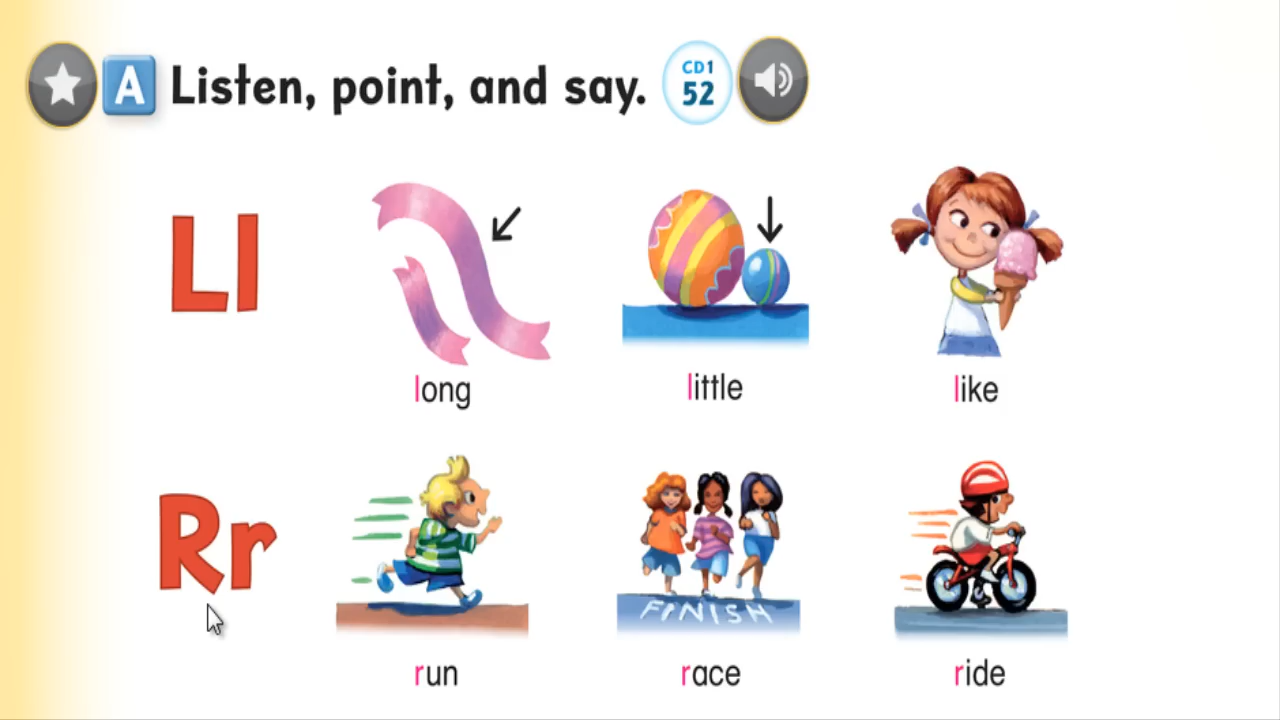 A Listen, point, and say. CD1 52
Ll
long little like
Rr
FINISH
run race ride